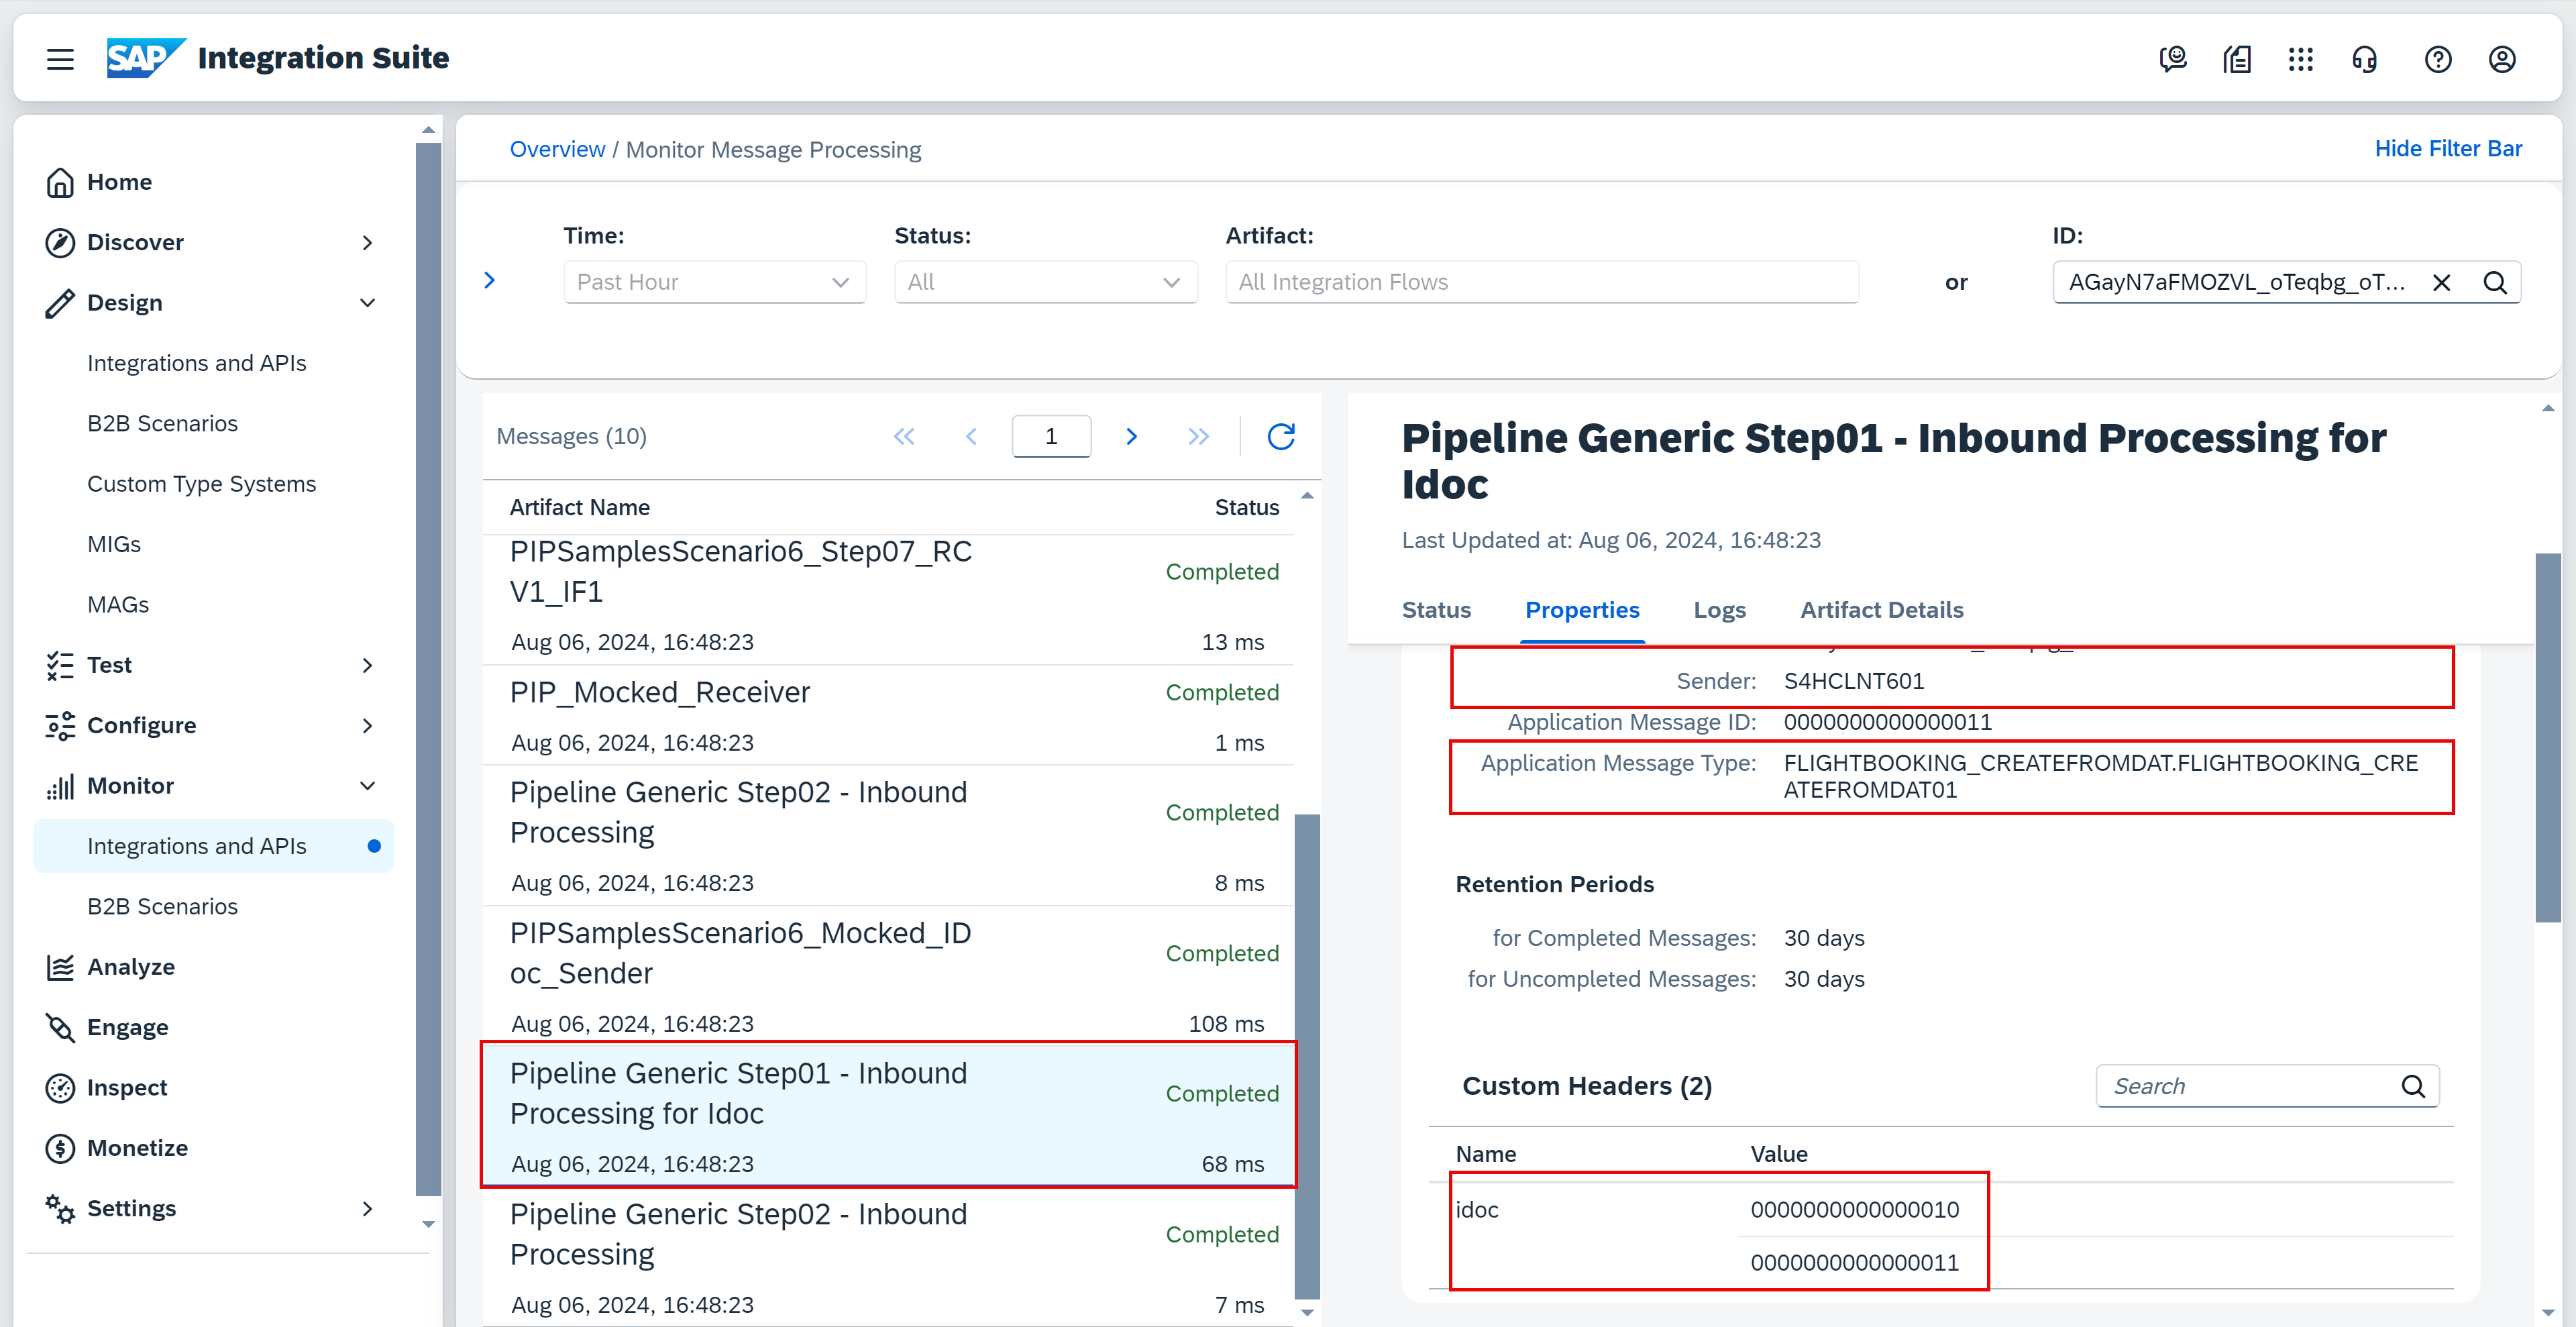 SAP Integration Suite
Home
Discover
Design
Integrations and APIs
B2B Scenarios
Custom Type Systems
MIGs
MAGs
Test
Configure
Monitor
Integrations and APIs
B2B Scenarios
Analyze
Engage
Inspect
Monetize
Settings
Overview / Monitor Message Processing
Hide Filter Bar
Time:
Past Hour
Status:
All
Artifact:
All Integration Flows
or
ID:
AGayN7aFMOZVL_oTeqbg_oT...
Messages (10)
1
Artifact Name Status
PIPSamplesScenario6_Step07_RC
V1_IF1
Completed
Aug 06, 2024, 16:48:23 13 ms
PIP_Mocked_Receiver Completed
Aug 06, 2024, 16:48:23 1 ms
Pipeline Generic Step02 - Inbound
Processing
Completed
Aug 06, 2024, 16:48:23 8 ms
PIPSamplesScenario6_Mocked_ID
oc_Sender
Completed
Aug 06, 2024, 16:48:23 108 ms
Pipeline Generic Step01 - Inbound
Processing for Idoc
Completed
Aug 06, 2024, 16:48:23 68 ms
Pipeline Generic Step02 - Inbound
Processing
Completed
Aug 06, 2024, 16:48:23 7 ms
Pipeline Generic Step01 - Inbound Processing for
Idoc
Last Updated at: Aug 06, 2024, 16:48:23
Status Properties Logs Artifact Details
Sender: S4HCLNT601
Application Message ID: 0000000000000011
Application Message Type: FLIGHTBOOKING_CREATEFROMDAT.FLIGHTBOOKING_CRE
ATEFROMDAT01
Retention Periods
for Completed Messages: 30 days
for Uncompleted Messages: 30 days
Custom Headers (2)
Search
Name Value
idoc 0000000000000010
0000000000000011